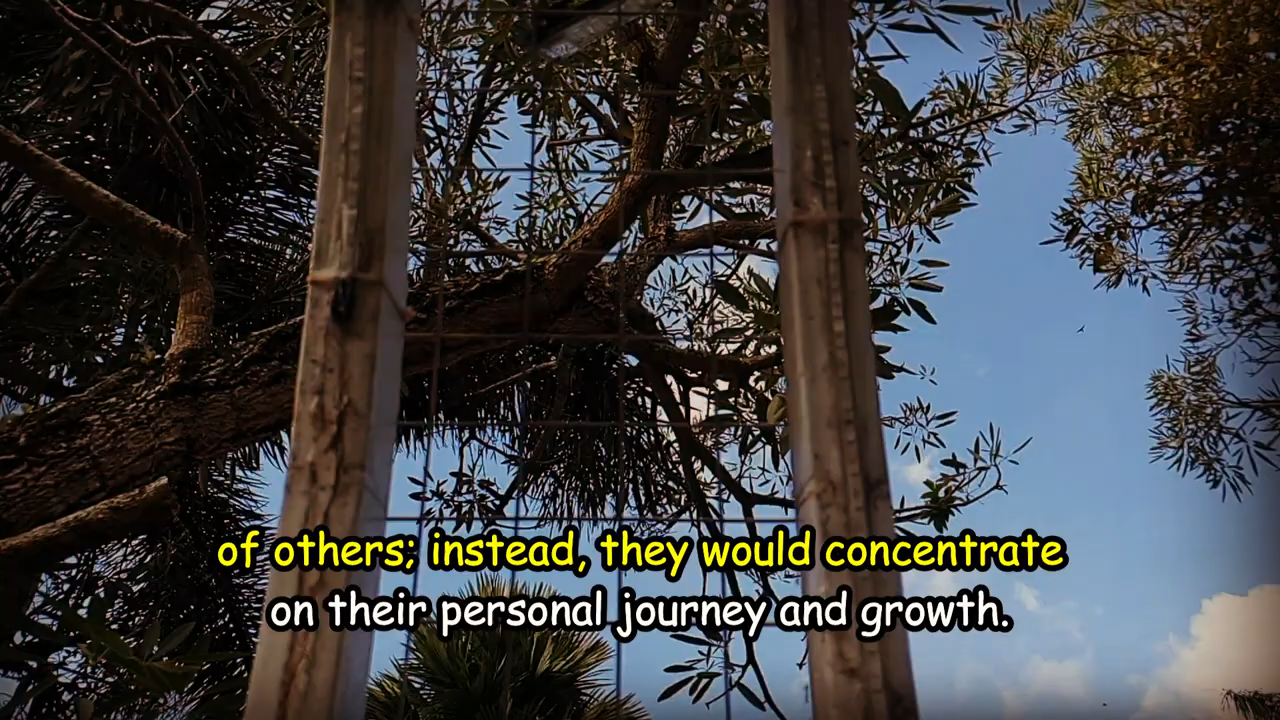 of others; instead, they would concentrate
on their personal journey and growth.